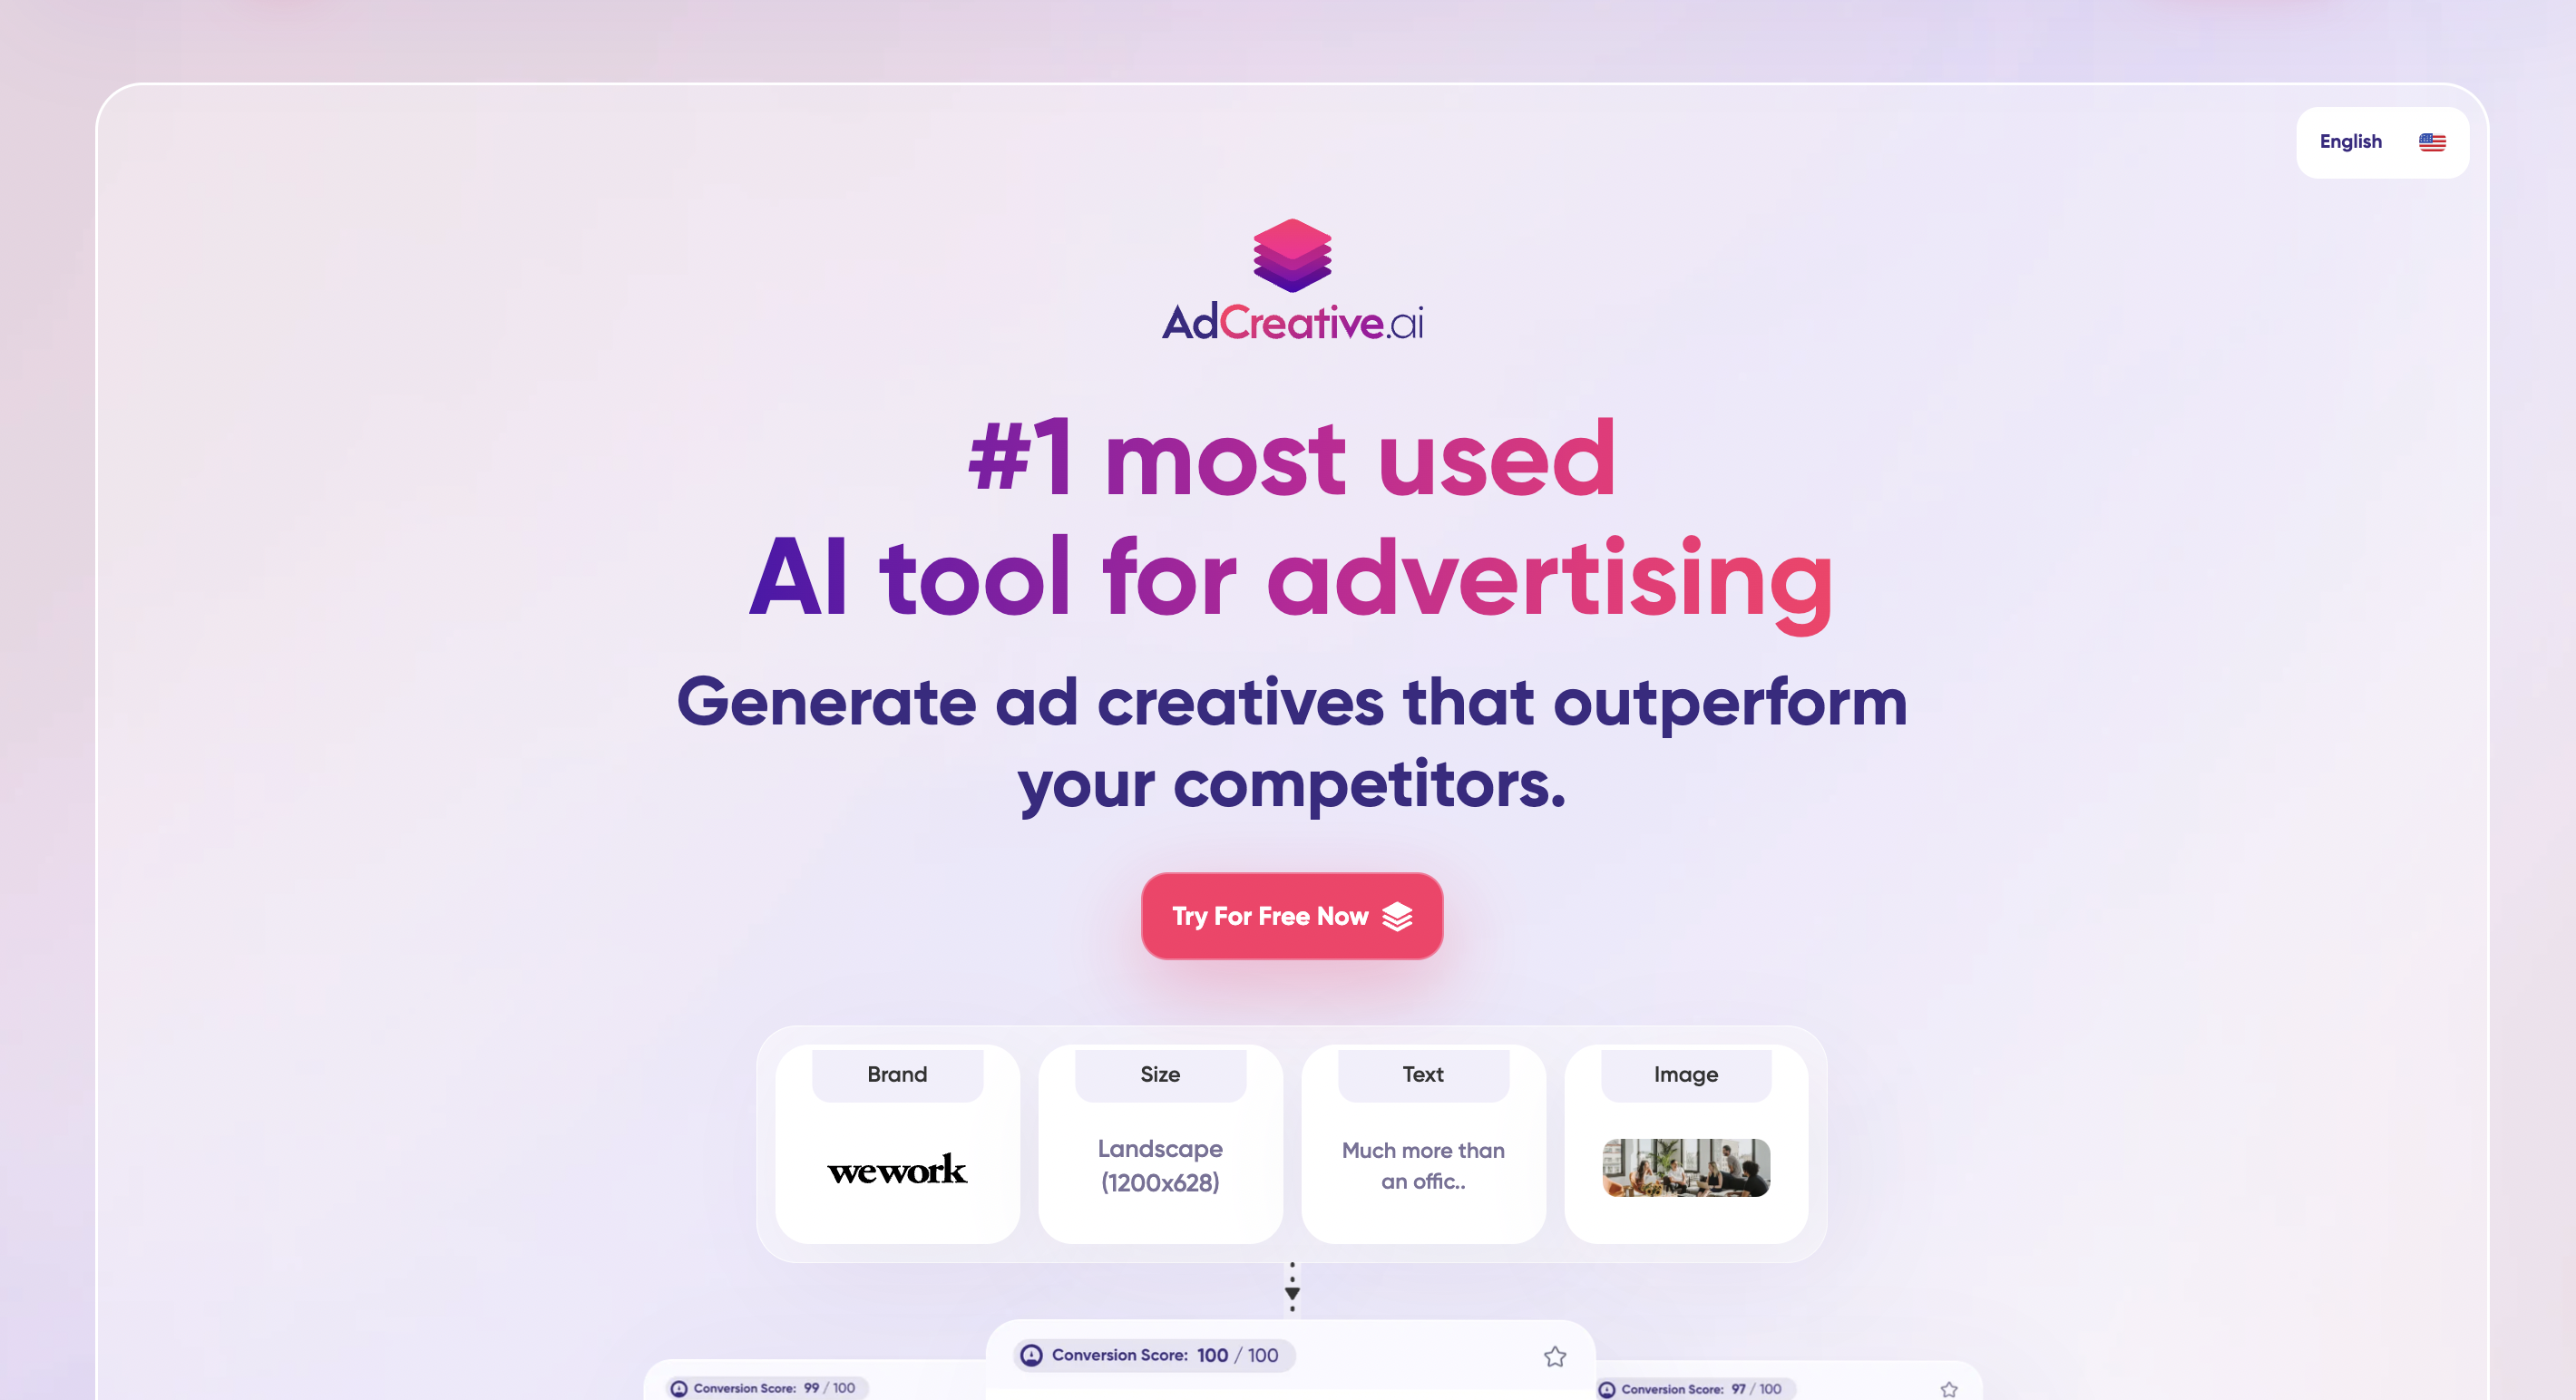 English
AdCreative.ai
#1 most used
AI tool for advertising
Generate ad creatives that outperform
your competitors.
Try For Free Now
Brand
Size
Text
Image
wework
Landscape
(1200x628)
Much more than
an offic..
Conversion Score: 100 / 100
Conversion Score: 99 / 100
Conversion Score: 97 / 100